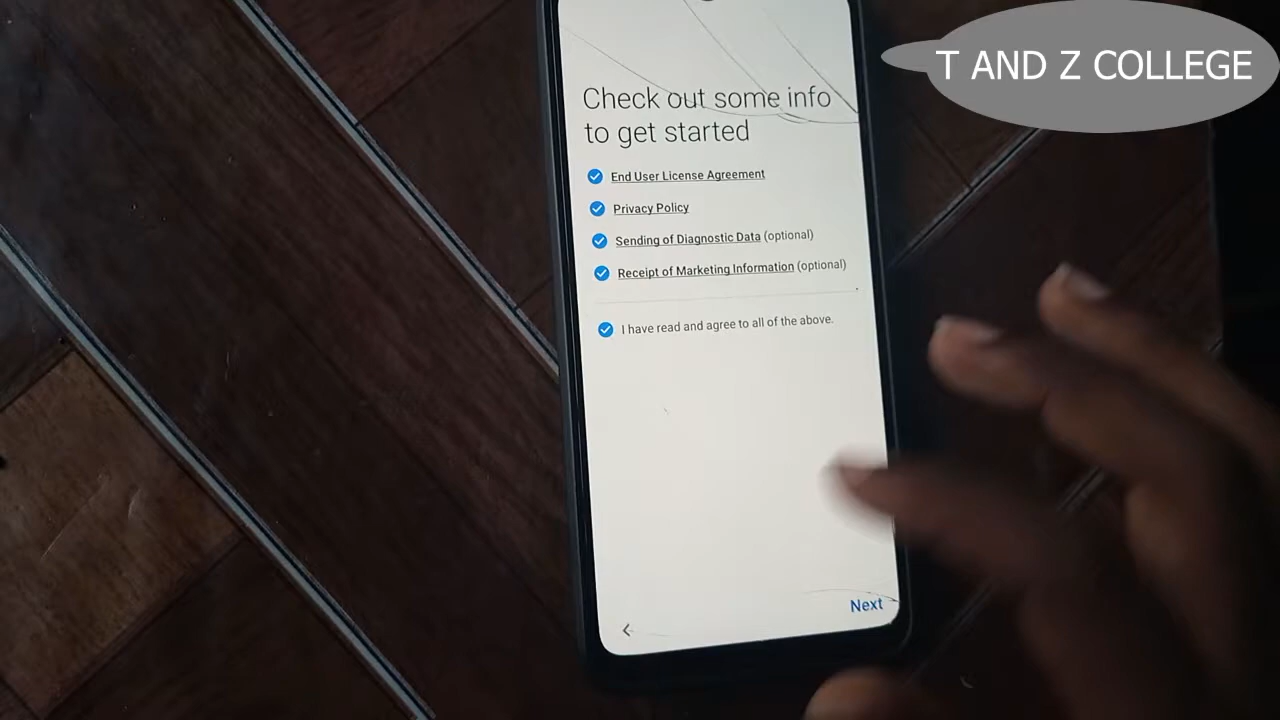 T AND Z COLLEGE
Check out some info
to get started
End User License Agreement
Privacy Policy
Sending of Diagnostic Data (optional)
Receipt of Marketing Information (optional)
I have read and agree to all of the above.
Next